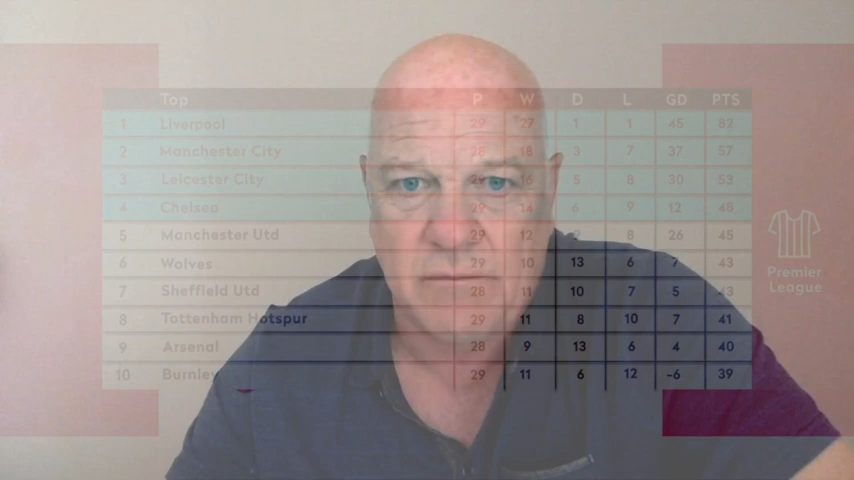 Top P W D L GD PTS
1 Liverpool 29 27 1 1 45 82
2 Manchester City 28 18 3 7 37 57
3 Leicester City 16 5 8 30 53
4 Chelsea 29 14 6 9 12 48
5 Manchester Utd 29 12 8 26 45
6 Wolves 29 10 13 6 7 43
7 Sheffield Utd 28 11 10 7 5 43
8 Tottenham Hotspur 29 11 8 10 7 41
9 Arsenal 28 9 13 6 4 40
10 Burnley 29 11 6 12 -6 39
Premier
League